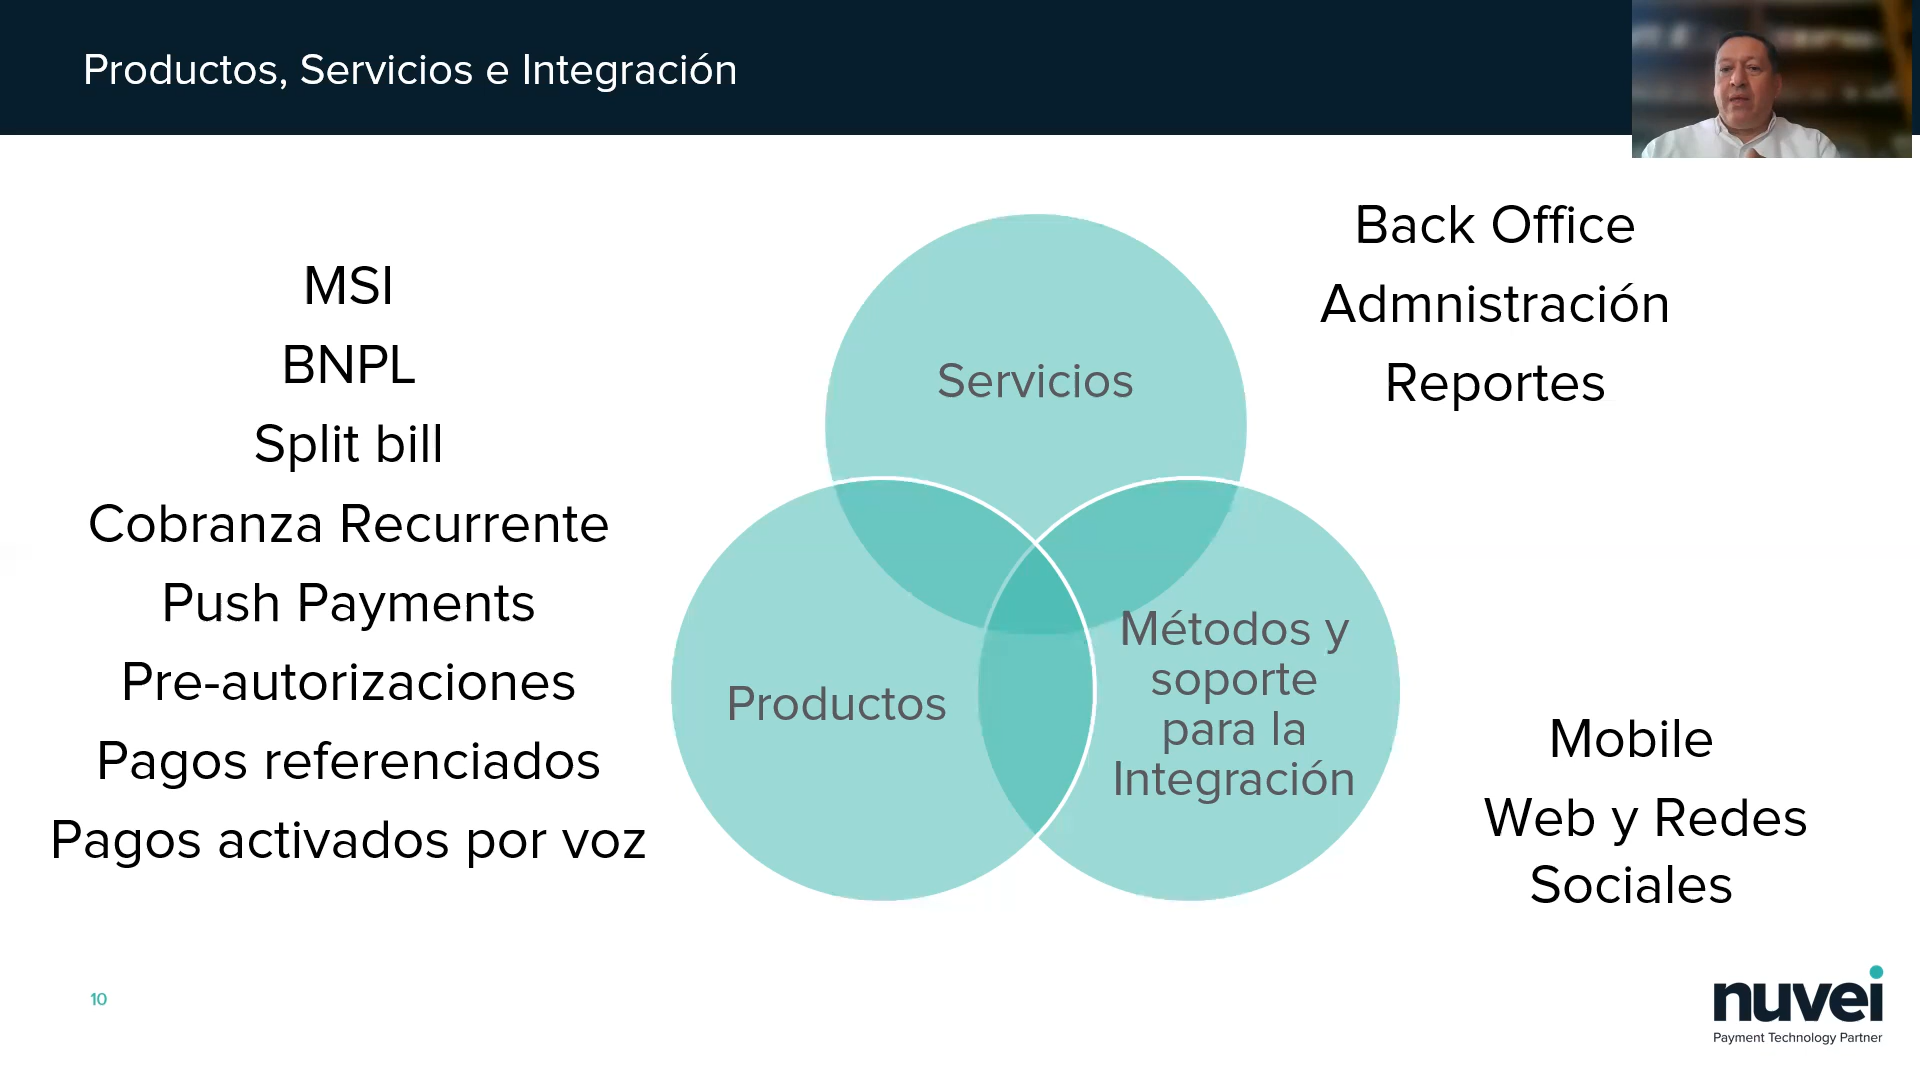 Productos, Servicios e Integración
MSI
BNPL
Split bill
Cobranza Recurrente
Push Payments
Pre-autorizaciones
Pagos referenciados
Pagos activados por voz
Servicios
Productos
Métodos y
soporte
para la
Integración
Back Office
Admnistración
Reportes
Mobile
Web y Redes
Sociales
10
nuvei
Payment Technology Partner